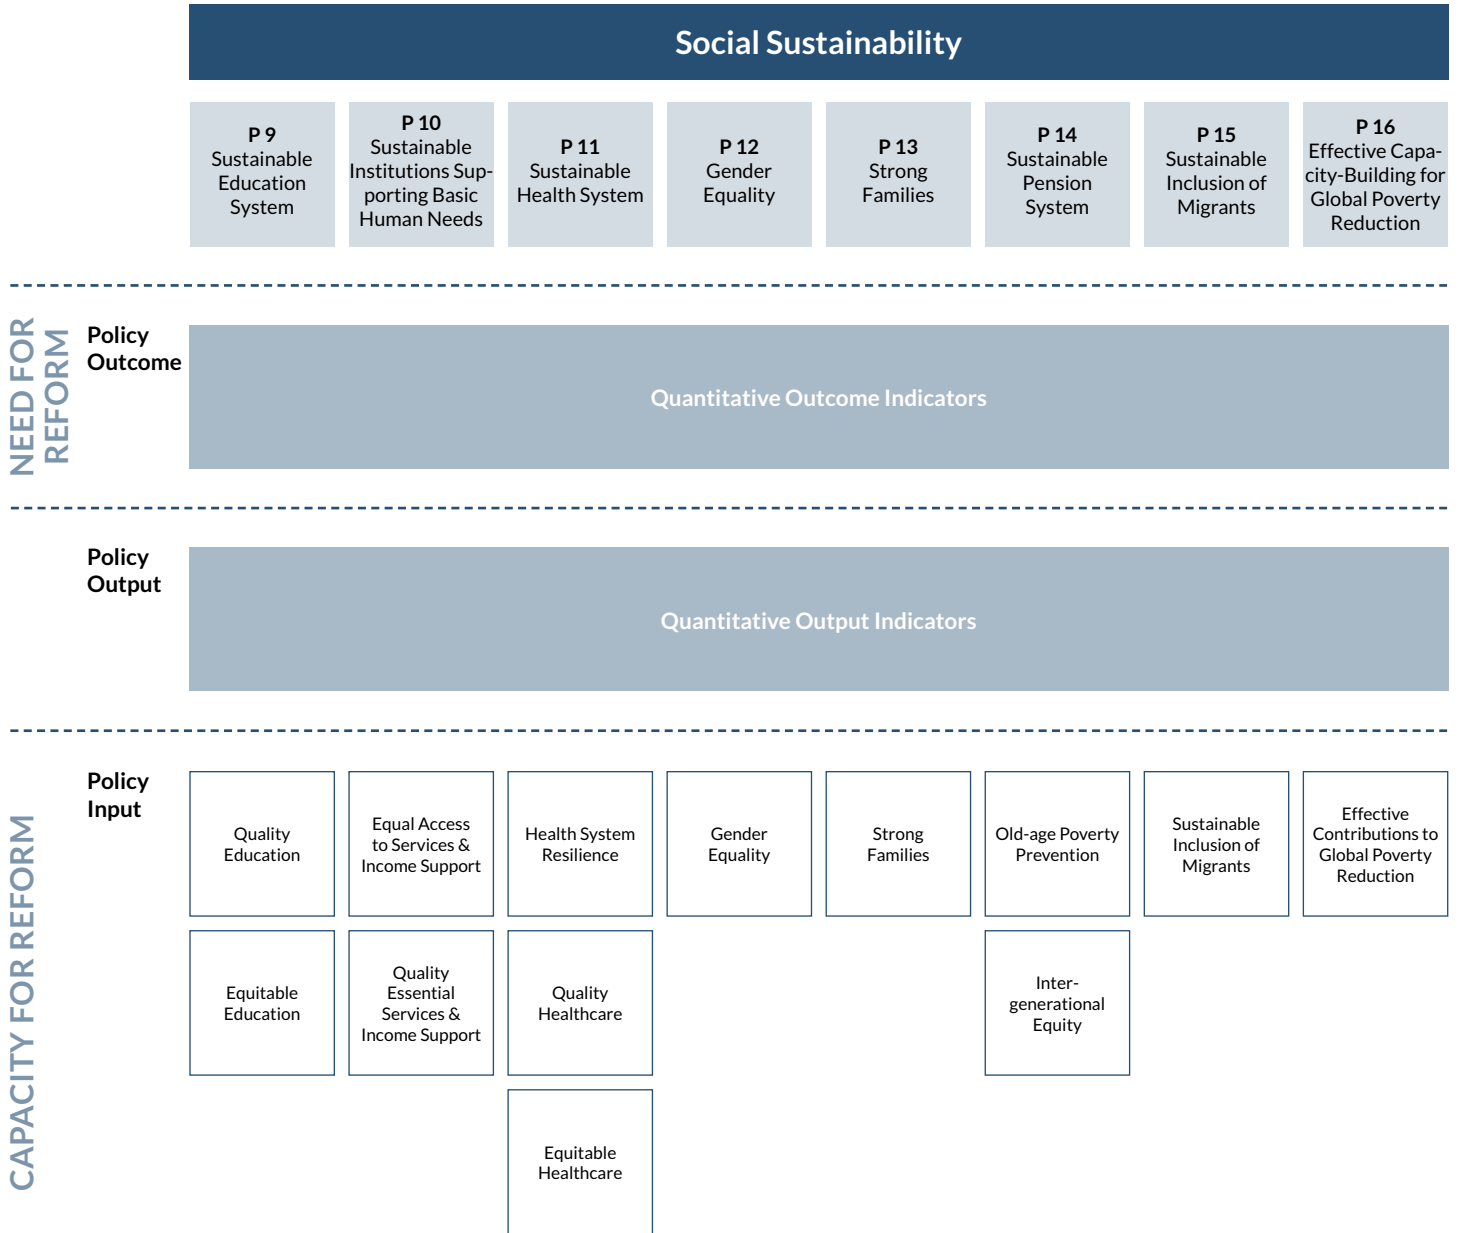 Social Sustainability
P 9
Sustainable
Education
System
P 10
Sustainable
Institutions Sup-
porting Basic
Human Needs
P 11
Sustainable
Health System
P 12
Gender
Equality
P 13
Strong
Families
P 14
Sustainable
Pension
System
P 15
Sustainable
Inclusion of
Migrants
P 16
Effective Capa-
city-Building for
Global Poverty
Reduction
NEED FOR
REFORM
Policy
Outcome
Quantitative Outcome Indicators
Policy
Output
Quantitative Output Indicators
CAPACITY FOR REFORM
Policy
Input
Quality
Education
Equal Access
to Services &
Income Support
Health System
Resilience
Gender
Equality
Strong
Families
Old-age Poverty
Prevention
Sustainable
Inclusion of
Migrants
Effective
Contributions to
Global Poverty
Reduction
Equitable
Education
Quality
Essential
Services &
Income Support
Quality
Healthcare
Inter-
generational
Equity
Equitable
Healthcare